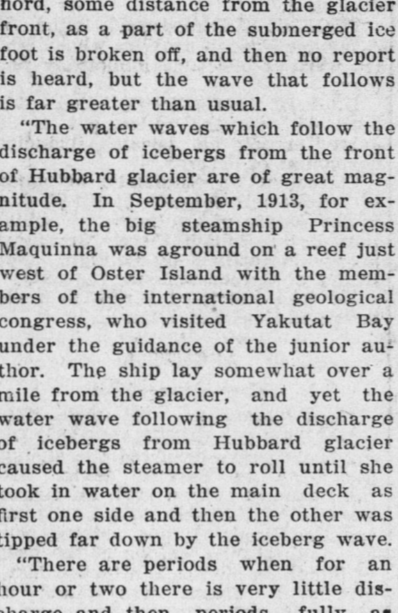 fiord, some distance from the glacier
front, as a part of the submerged ice
foot is broken off, and then no report
is heard, but the wave that follows
is far greater than usual.
"The water waves which follow the
discharge of icebergs from the front
of Hubbard glacier are of great mag-
nitude. In September, 1913, for ex-
ample, the big steamship Princess
Maquinna was aground on a reef just
west of Oster Island with the mem-
bers of the international geological
congress, who visited Yakutat Bay
under the guidance of the junior au-
thor. The ship lay somewhat over a
mile from the glacier, and yet the
water wave following the discharge
of icebergs from Hubbard glacier
caused the steamer to roll until she
took in water on the main deck as
first one side and then the other was
tipped far down by the iceberg wave.
"There are periods when for an
hour or two there is very little dis-
charge and then periods fully as